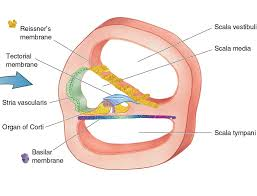 Reissner's
membrane
Tectorial
membrane
Stria vascularis
Organ of Corti
Basilar
membrane
Scala vestibuli
Scala media
Scala tympani